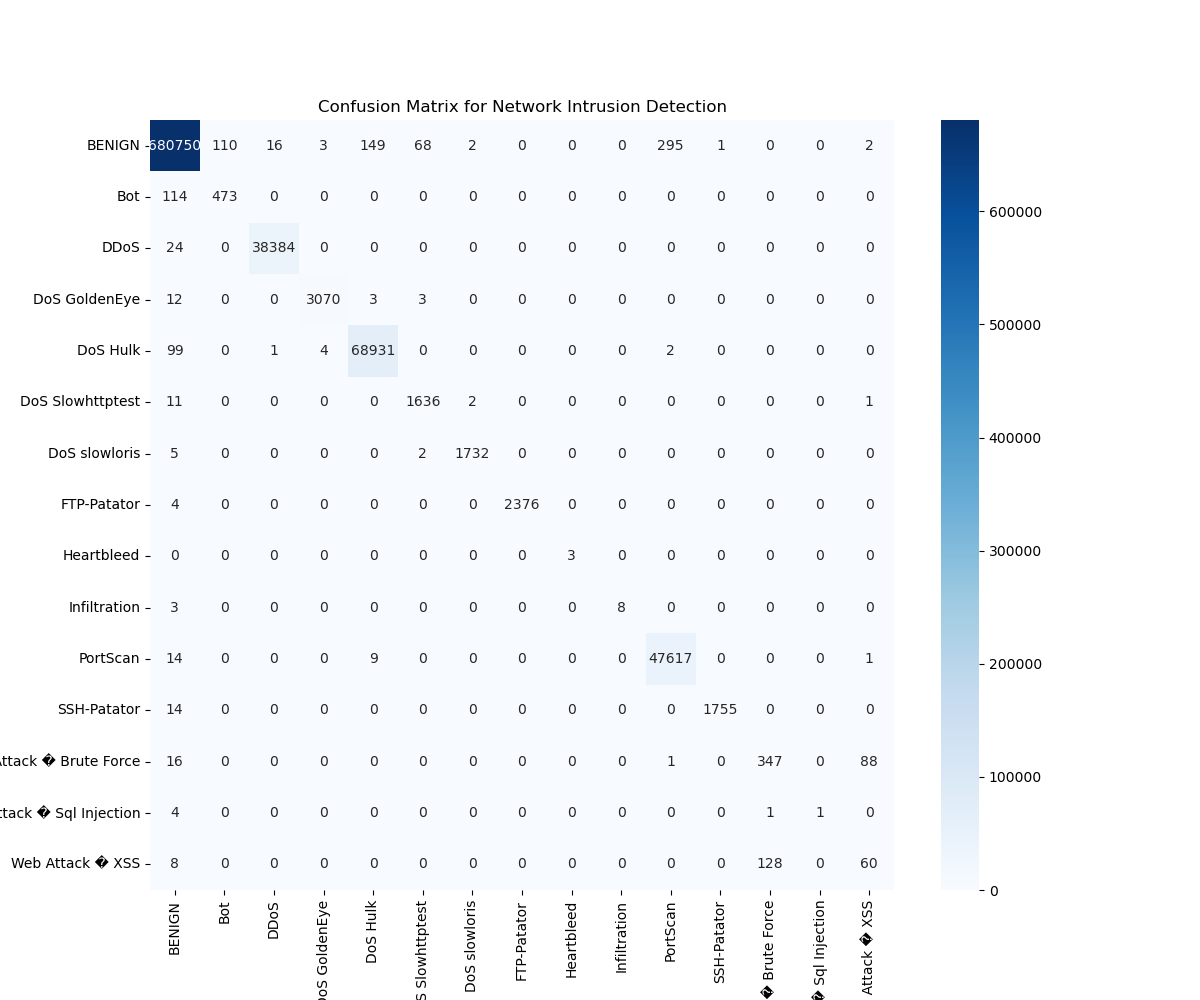 Confusion Matrix for Network Intrusion Detection
BENIGN 680750 110 16 3 149 68 2 0 0 0 295 1 0 0 2
Bot 114 473 0 0 0 0 0 0 0 0 0 0 0 0 0
DDoS 24 0 38384 0 0 0 0 0 0 0 0 0 0 0 0
DoS GoldenEye 12 0 0 3070 3 3 0 0 0 0 0 0 0 0 0
DoS Hulk 99 0 1 4 68931 0 0 0 0 0 2 0 0 0 0
DoS Slowhttptest 11 0 0 0 0 1636 2 0 0 0 0 0 0 0 1
DoS slowloris 5 0 0 0 0 2 1732 0 0 0 0 0 0 0 0
FTP-Patator 4 0 0 0 0 0 0 2376 0 0 0 0 0 0 0
Heartbleed 0 0 0 0 0 0 0 0 3 0 0 0 0 0 0
Infiltration 3 0 0 0 0 0 0 0 0 8 0 0 0 0 0
PortScan 14 0 0 0 9 0 0 0 0 0 47617 0 0 0 1
SSH-Patator 14 0 0 0 0 0 0 0 0 0 0 1755 0 0 0
Attack � Brute Force 16 0 0 0 0 0 0 0 0 0 1 0 347 0 88
ttack � Sql Injection 4 0 0 0 0 0 0 0 0 0 0 0 1 1 0
Web Attack � XSS 8 0 0 0 0 0 0 0 0 0 0 0 128 0 60
BENIGN
Bot
DDoS
oS GoldenEye
DoS Hulk
S Slowhttptest
DoS slowloris
FTP-Patator
Heartbleed
Infiltration
PortScan
SSH-Patator
� Brute Force
� Sql Injection
Attack � XSS
600000
500000
400000
300000
200000
100000
0